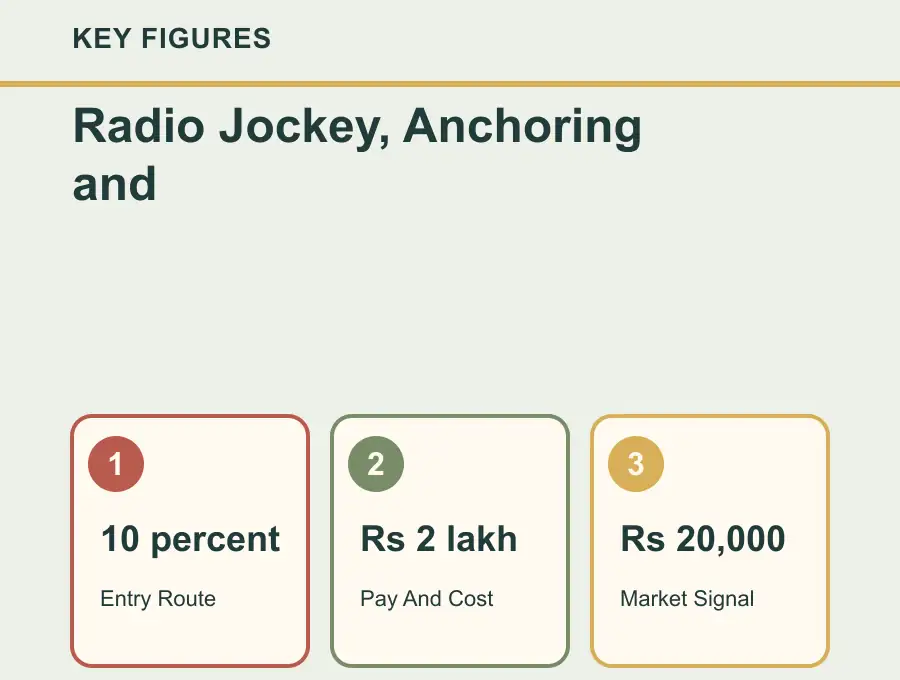 KEY FIGURES
Radio Jockey, Anchoring
and
1
10 percent
Entry Route
2
Rs 2 lakh
Pay And Cost
3
Rs 20,000
Market Signal